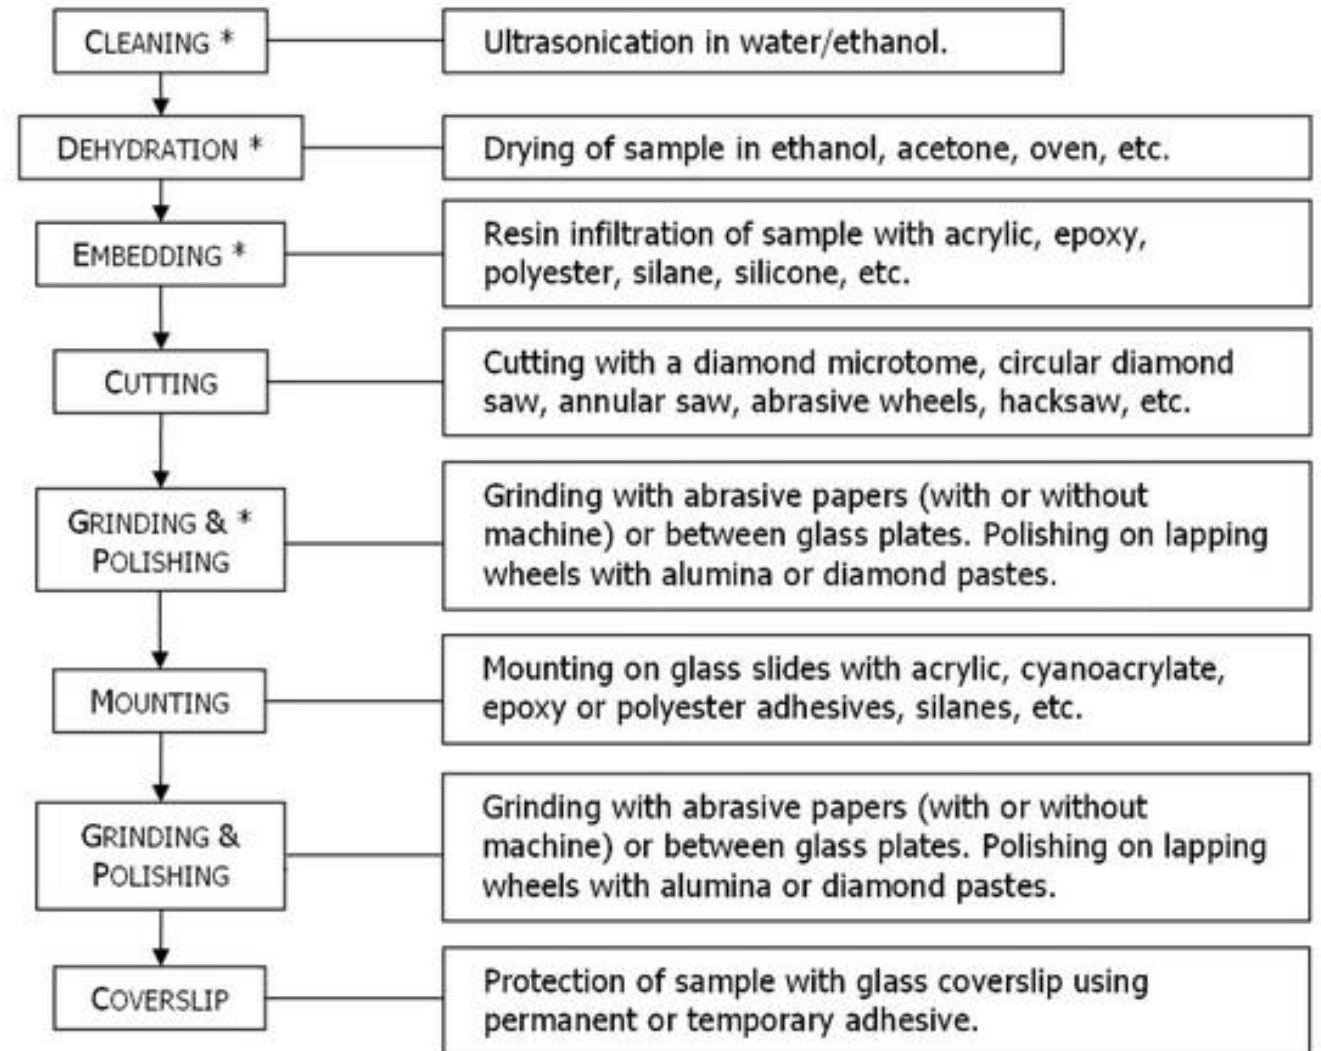 CLEANING *
Ultrasonication in water/ethanol.
DEHYDRATION *
Drying of sample in ethanol, acetone, oven, etc.
EMBEDDING *
Resin infiltration of sample with acrylic, epoxy,
polyester, silane, silicone, etc.
CUTTING
Cutting with a diamond microtome, circular diamond
saw, annular saw, abrasive wheels, hacksaw, etc.
GRINDING & *
POLISHING
Grinding with abrasive papers (with or without
machine) or between glass plates. Polishing on lapping
wheels with alumina or diamond pastes.
MOUNTING
Mounting on glass slides with acrylic, cyanoacrylate,
epoxy or polyester adhesives, silanes, etc.
GRINDING &
POLISHING
Grinding with abrasive papers (with or without
machine) or between glass plates. Polishing on lapping
wheels with alumina or diamond pastes.
COVERSLIP
Protection of sample with glass coverslip using
permanent or temporary adhesive.